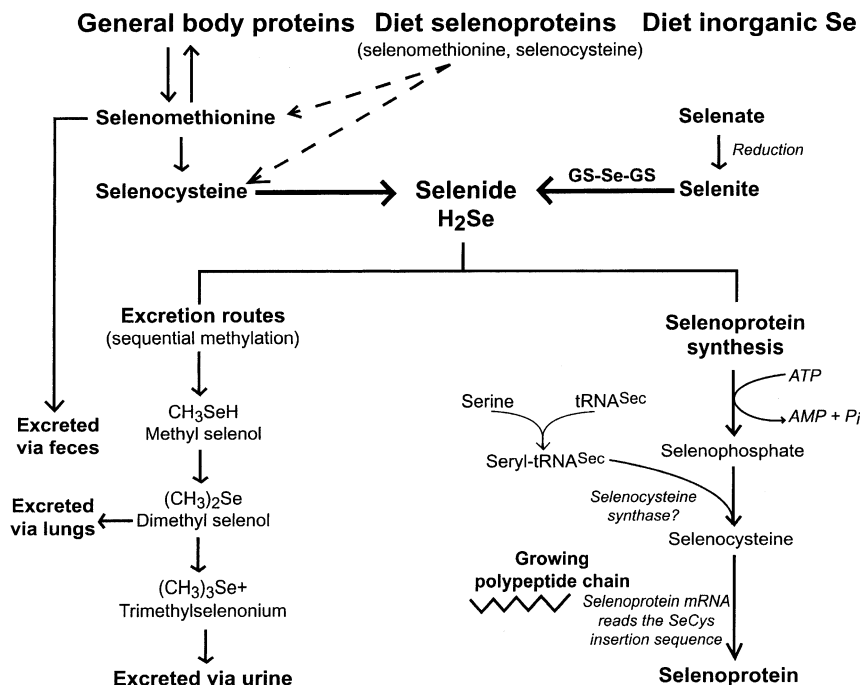 General body proteins
Diet selenoproteins
Diet inorganic Se
(selenomethionine, selenocysteine)
Selenomethionine
Selenate
Reduction
Selenocysteine
Selenide
H₂Se
GS-Se-GS
Selenite
Excretion routes
(sequential methylation)
Selenoprotein
synthesis
ATP
AMP + Pi
CH₃SeH
Methyl selenol
Excreted
via feces
Serine
tRNASec
Seryl-tRNASec
Selenophosphate
Selenocysteine
synthase?
(CH₃)₂Se
Dimethyl selenol
Excreted
via lungs
Selenocysteine
Growing
polypeptide chain
Selenoprotein mRNA
reads the SeCys
insertion sequence
(CH₃)₃Se+
Trimethylselenonium
Excreted via urine
Selenoprotein